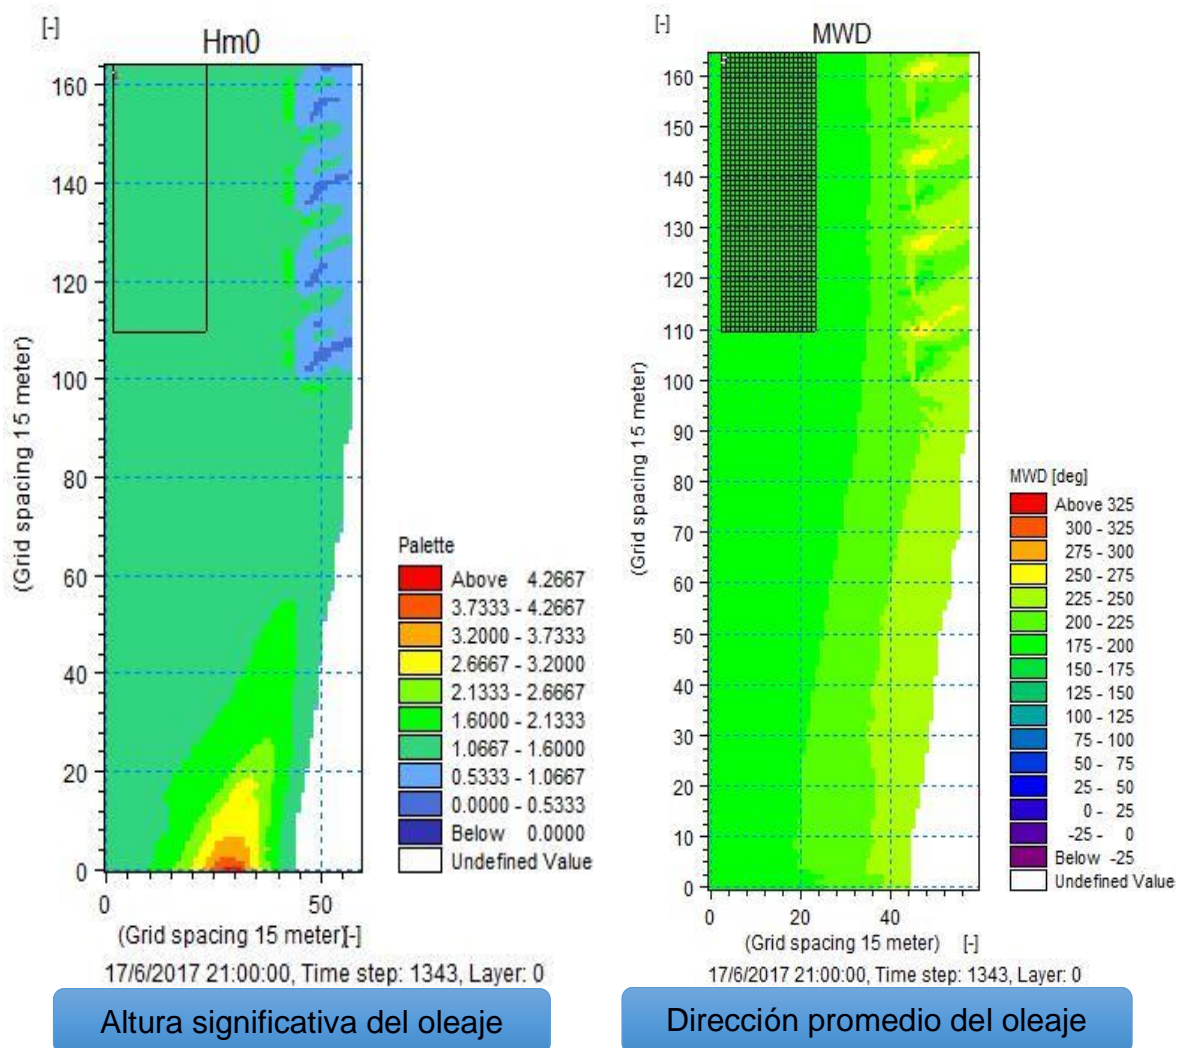 [-]
Hm0
160
140
120
100
80
60
40
20
0
(Grid spacing 15 meter)
0
50
(Grid spacing 15 meter)[-]
17/6/2017 21:00:00, Time step: 1343, Layer: 0
Palette
Above 4.2667
3.7333 - 4.2667
3.2000 - 3.7333
2.6667 - 3.2000
2.1333 - 2.6667
1.6000 - 2.1333
1.0667 - 1.6000
0.5333 - 1.0667
0.0000 - 0.5333
Below 0.0000
Undefined Value
Altura significativa del oleaje
[-]
MWD
160
150
140
130
120
110
100
90
80
70
60
50
40
30
20
10
0
(Grid spacing 15 meter)
0
20
40
(Grid spacing 15 meter) [-]
17/6/2017 21:00:00, Time step: 1343, Layer: 0
MWD [deg]
Above 325
300 - 325
275 - 300
250 - 275
225 - 250
200 - 225
175 - 200
150 - 175
125 - 150
100 - 125
75 - 100
50 - 75
25 - 50
0 - 25
-25 - 0
Below -25
Undefined Value
Dirección promedio del oleaje